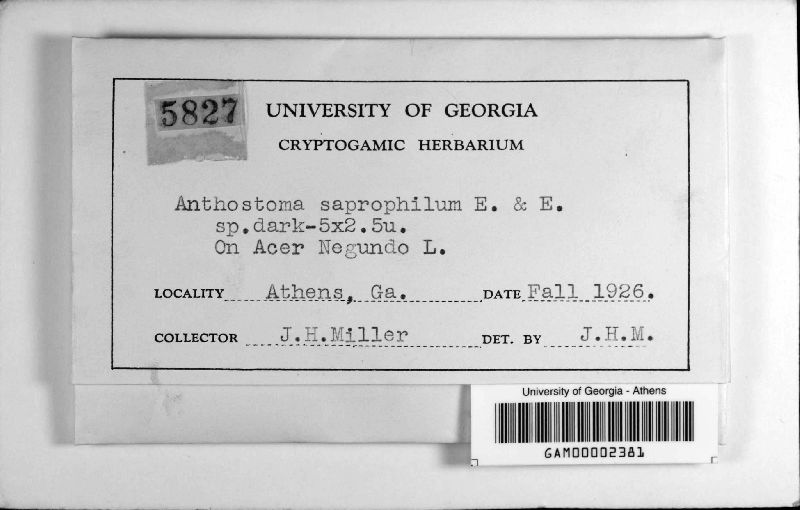 5827
UNIVERSITY OF GEORGIA
CRYPTOGAMIC HERBARIUM
Anthostoma saprophilum E. & E.
sp.dark-5x2.5u.
On Acer Negundo L.
LOCALITY Athens, Ga. DATE Fall 1926.
COLLECTOR J.H.Miller DET. BY J.H.M.
University of Georgia - Athens
GAM00002381